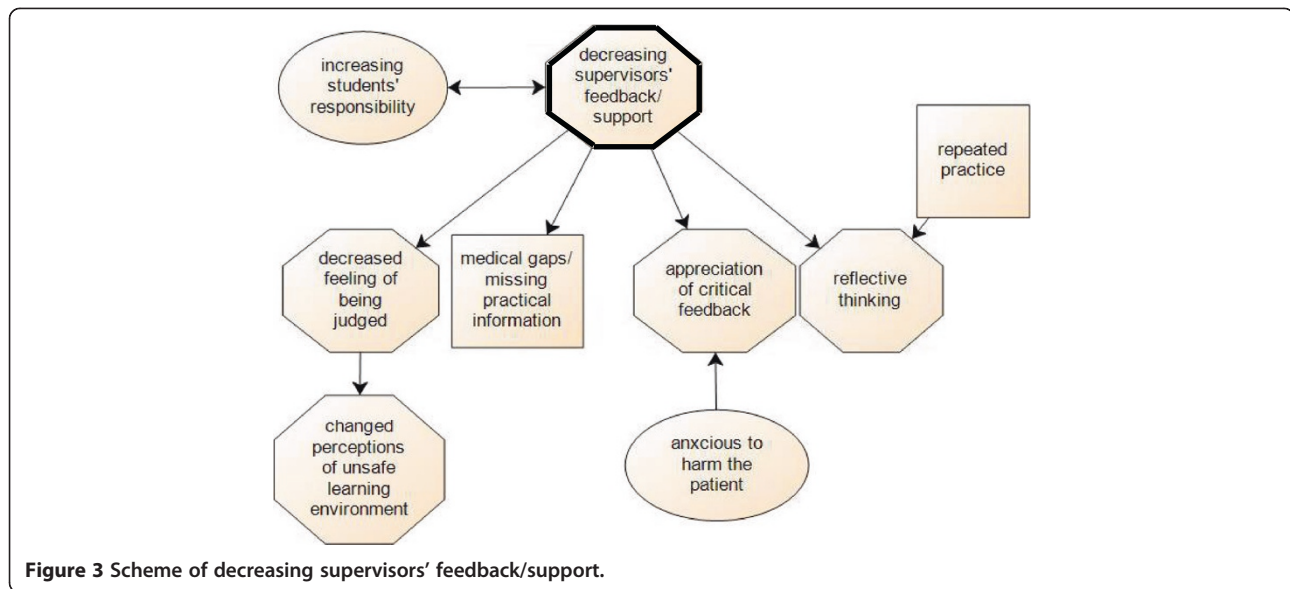 increasing
students'
responsibility
decreasing
supervisors'
feedback/
support
repeated
practice
decreased
feeling of
being
judged
medical gaps/
missing
practical
information
appreciation
of critical
feedback
reflective
thinking
changed
perceptions
of unsafe
learning
environment
anxcious to
harm the
patient
Figure 3 Scheme of decreasing supervisors’ feedback/support.